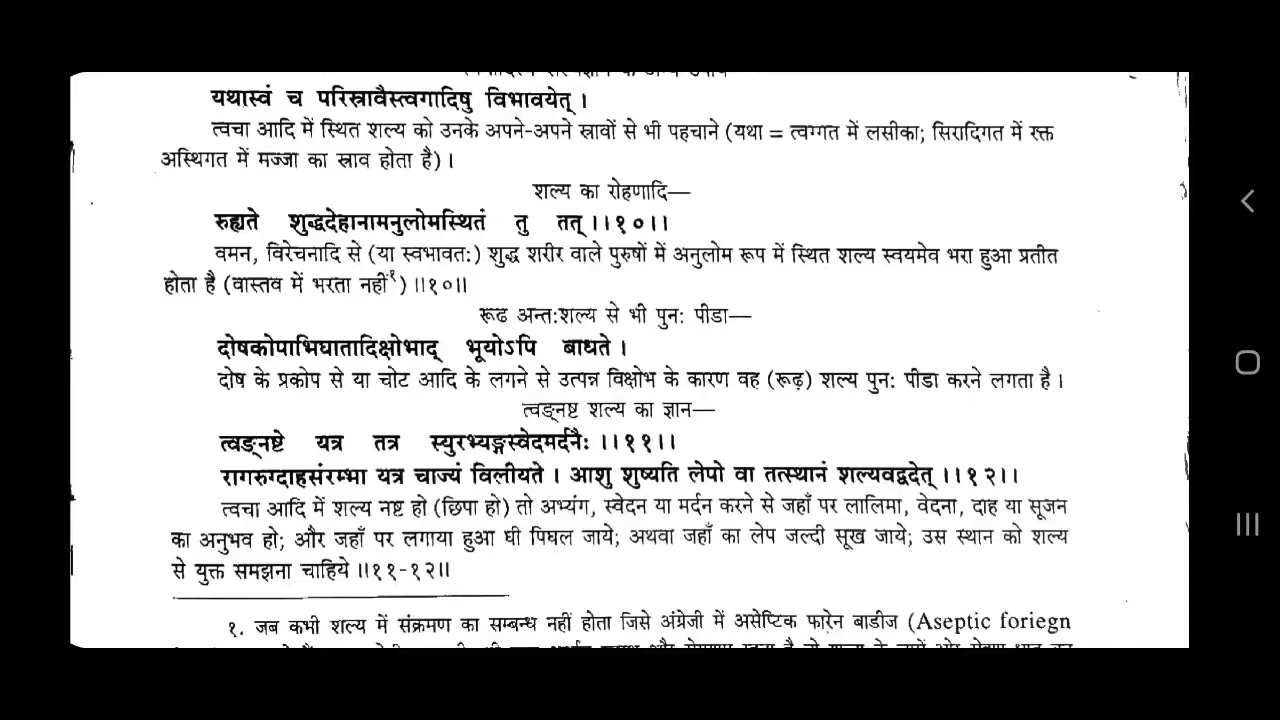 यथास्वं च परिस्रावैस्त्वगादिषु विभावयेत् ।
त्वचा आदि में स्थित शल्य को उनके अपने-अपने स्रावों से भी पहचाने (यथा = त्वग्गत में लसीका; सिरादिगत में रक्त
अस्थिगत में मज्जा का स्राव होता है) ।
शल्य का रोहणादि—
रुह्यते शुद्धदेहानामनुलोमस्थितं तु तत् ।।१०।।
वमन, विरेचनादि से (या स्वभावतः) शुद्ध शरीर वाले पुरुषों में अनुलोम रूप में स्थित शल्य स्वयमेव भरा हुआ प्रतीत
होता है (वास्तव में भरता नहीं१) ।।१०।।
रूढ अन्तःशल्य से भी पुनः पीडा—
दोषकोपाभिघातादिक्षोभाद् भूयोऽपि बाधते ।
दोष के प्रकोप से या चोट आदि के लगने से उत्पन्न विक्षोभ के कारण वह (रूढ़) शल्य पुनः पीडा करने लगता है ।
त्वङ्नष्ट शल्य का ज्ञान—
त्वङ्नष्टे यत्र तत्र स्युरभ्यङ्गस्वेदमर्दनैः ।।११।।
रागरुग्दाहसंरम्भा यत्र चाज्यं विलीयते । आशु शुष्यति लेपो वा तत्स्थानं शल्यवद्वदेत् ।।१२।।
त्वचा आदि में शल्य नष्ट हो (छिपा हो) तो अभ्यंग, स्वेदन या मर्दन करने से जहाँ पर लालिमा, वेदना, दाह या सूजन
का अनुभव हो; और जहाँ पर लगाया हुआ घी पिघल जाये; अथवा जहाँ का लेप जल्दी सूख जाये; उस स्थान को शल्य
से युक्त समझना चाहिये ।।११-१२।।
१. जब कभी शल्य में संक्रमण का सम्बन्ध नहीं होता जिसे अंग्रेजी में असेप्टिक फारेन बाडीज (Aseptic foriegn